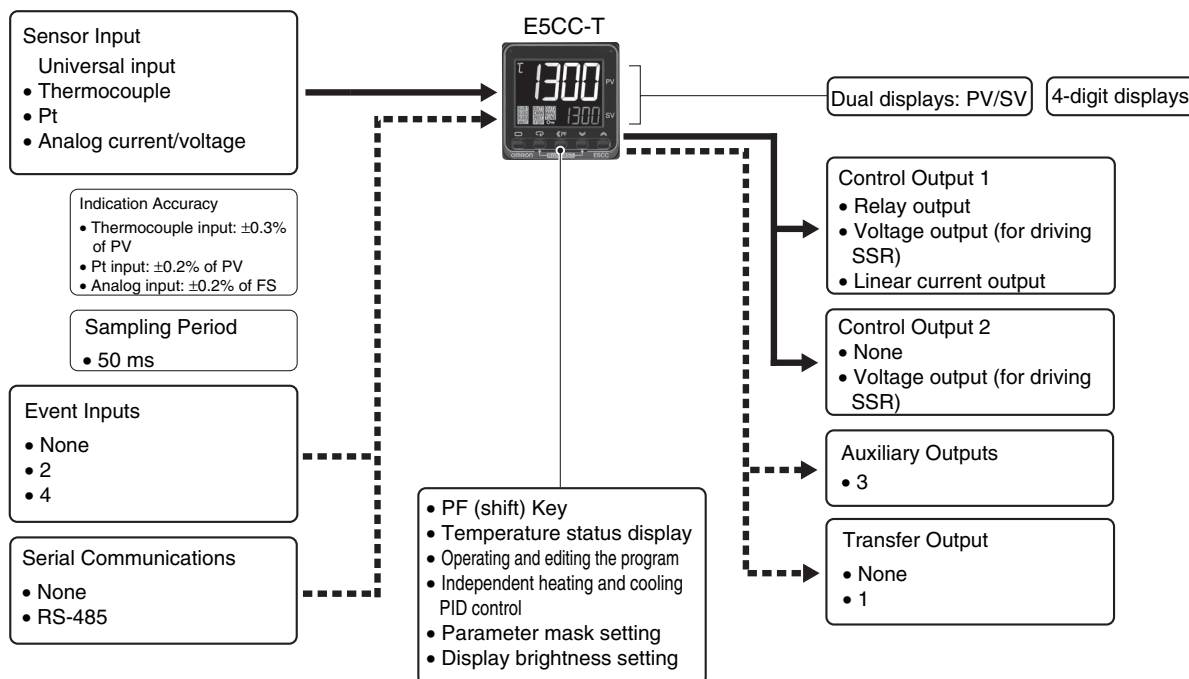 E5CC-T
Sensor Input
Universal input
• Thermocouple
• Pt
• Analog current/voltage
Indication Accuracy
• Thermocouple input: ±0.3%
of PV
• Pt input: ±0.2% of PV
• Analog input: ±0.2% of FS
Sampling Period
• 50 ms
Event Inputs
• None
• 2
• 4
Serial Communications
• None
• RS-485
1300
PV
1300
SV
PF
OMRON
E5CC
• PF (shift) Key
• Temperature status display
• Operating and editing the program
• Independent heating and cooling
PID control
• Parameter mask setting
• Display brightness setting
Dual displays: PV/SV
4-digit displays
Control Output 1
• Relay output
• Voltage output (for driving
SSR)
• Linear current output
Control Output 2
• None
• Voltage output (for driving
SSR)
Auxiliary Outputs
• 3
Transfer Output
• None
• 1